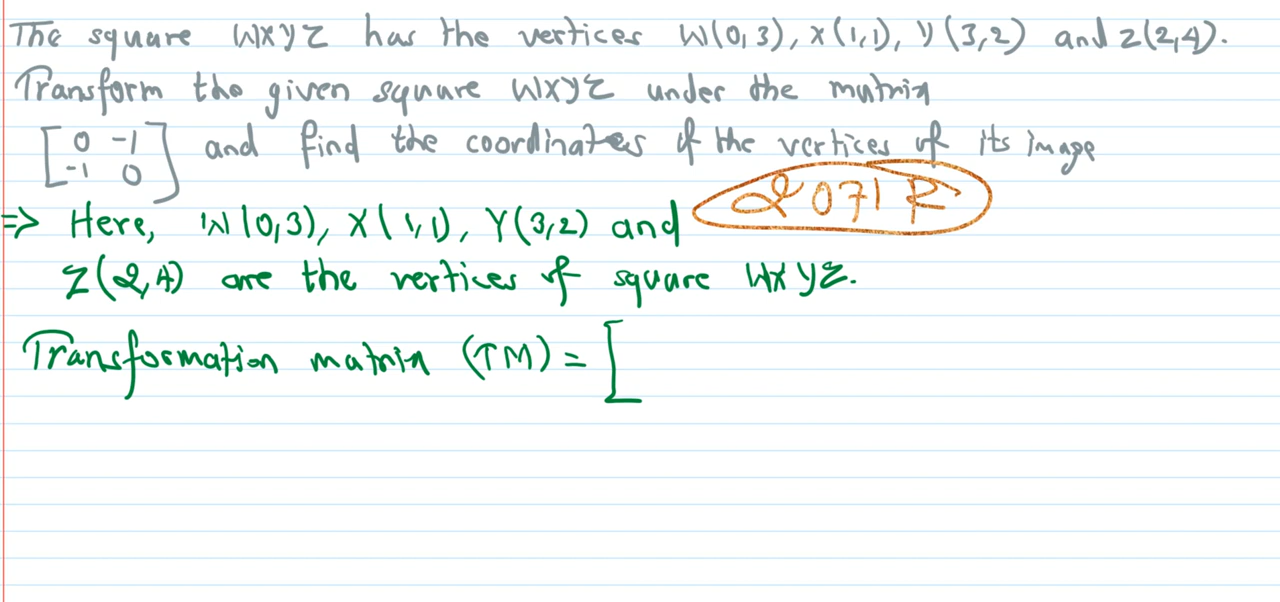 The square WXYZ has the vertices W(0,3), X(1,1), Y(3,2) and Z(2,4).
Transform the given square WXYZ under the matrix
[0 -1
-1 0] and find the coordinates of the vertices of its image
2071 R
=> Here, W(0,3), X(1,1), Y(3,2) and
Z(2,4) are the vertices of square WXYZ.
Transformation matrix (TM) = [